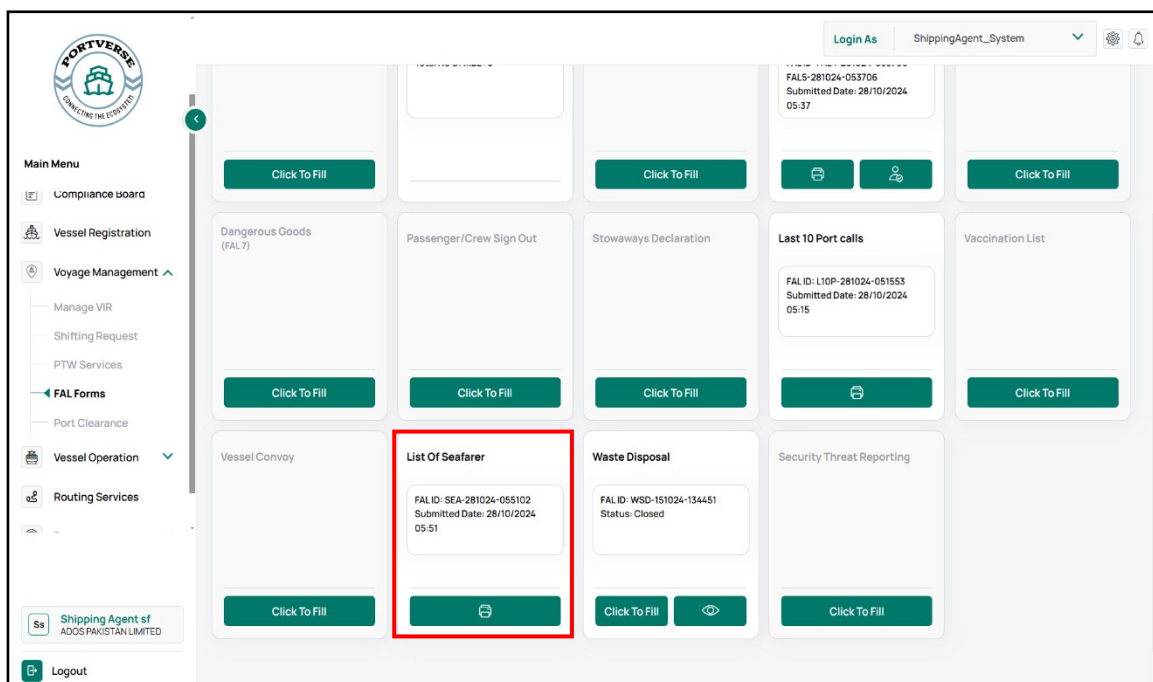 PORTVERSE
CONNECTING THE ECOSYSTEM
Login As
ShippingAgent_System
Main Menu
Compliance Board
Vessel Registration
Voyage Management
Manage VIR
Shifting Request
PTW Services
FAL Forms
Port Clearance
Vessel Operation
Routing Services
Ss
Shipping Agent sf
ADOS PAKISTAN LIMITED
Logout
FAL5-281024-053706
Submitted Date: 28/10/2024
05:37
Click To Fill
Click To Fill
Click To Fill
Dangerous Goods
(FAL 7)
Click To Fill
Passenger/Crew Sign Out
Click To Fill
Stowaways Declaration
Click To Fill
Last 10 Port calls
FAL ID: L10P-281024-051553
Submitted Date: 28/10/2024
05:15
Vaccination List
Click To Fill
Vessel Convoy
Click To Fill
List Of Seafarer
FAL ID: SEA-281024-055102
Submitted Date: 28/10/2024
05:51
Waste Disposal
FAL ID: WSD-151024-134451
Status: Closed
Click To Fill
Security Threat Reporting
Click To Fill